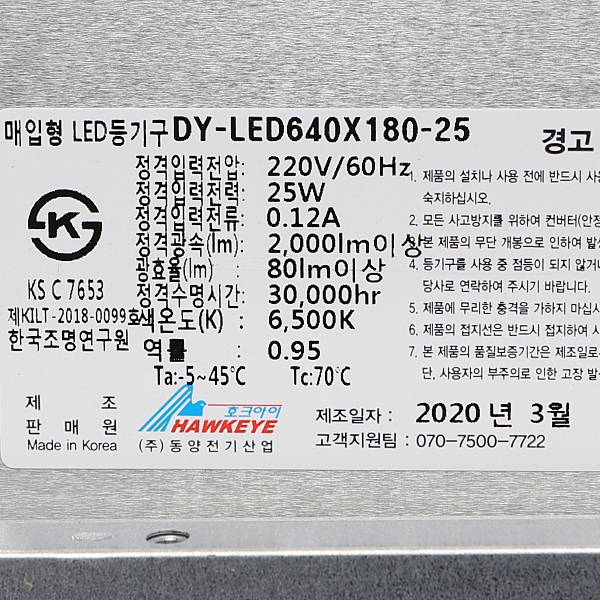 매입형 LED등기구 DY-LED640X180-25
정격입력전압: 220V/60Hz
정격입력전력: 25W
정격입력전류: 0.12A
정격광속(lm): 2,000lm이상
광효율(lm) : 80lm이상
정격수명시간: 30,000hr
색온도(K) : 6,500K
역률 : 0.95
Ta:-5~45℃ Tc:70℃
KS C 7653
제KILT-2018-0099호
한국조명연구원
경고
1. 제품의 설치나 사용 전에 반드시 사용
숙지하십시오.
2. 모든 사고방지를 위하여 컨버터(안정
3. 본 제품의 무단 개봉으로 인하여 발생
4. 등기구를 사용 중 점등이 되지 않거나
당사로 연락하여 주시기 바랍니다.
5. 제품에 무리한 충격을 가하지 마십시
6. 제품의 접지선은 반드시 접지하여 사
7. 본 제품의 품질보증기간은 제조일로
단, 사용자의 부주의로 인한 고장 발생
제 조
판 매 원
Made in Korea
호크아이
HAWKEYE
(주)동양전기산업
제조일자 : 2020 년 3월
고객지원팀 : 070-7500-7722